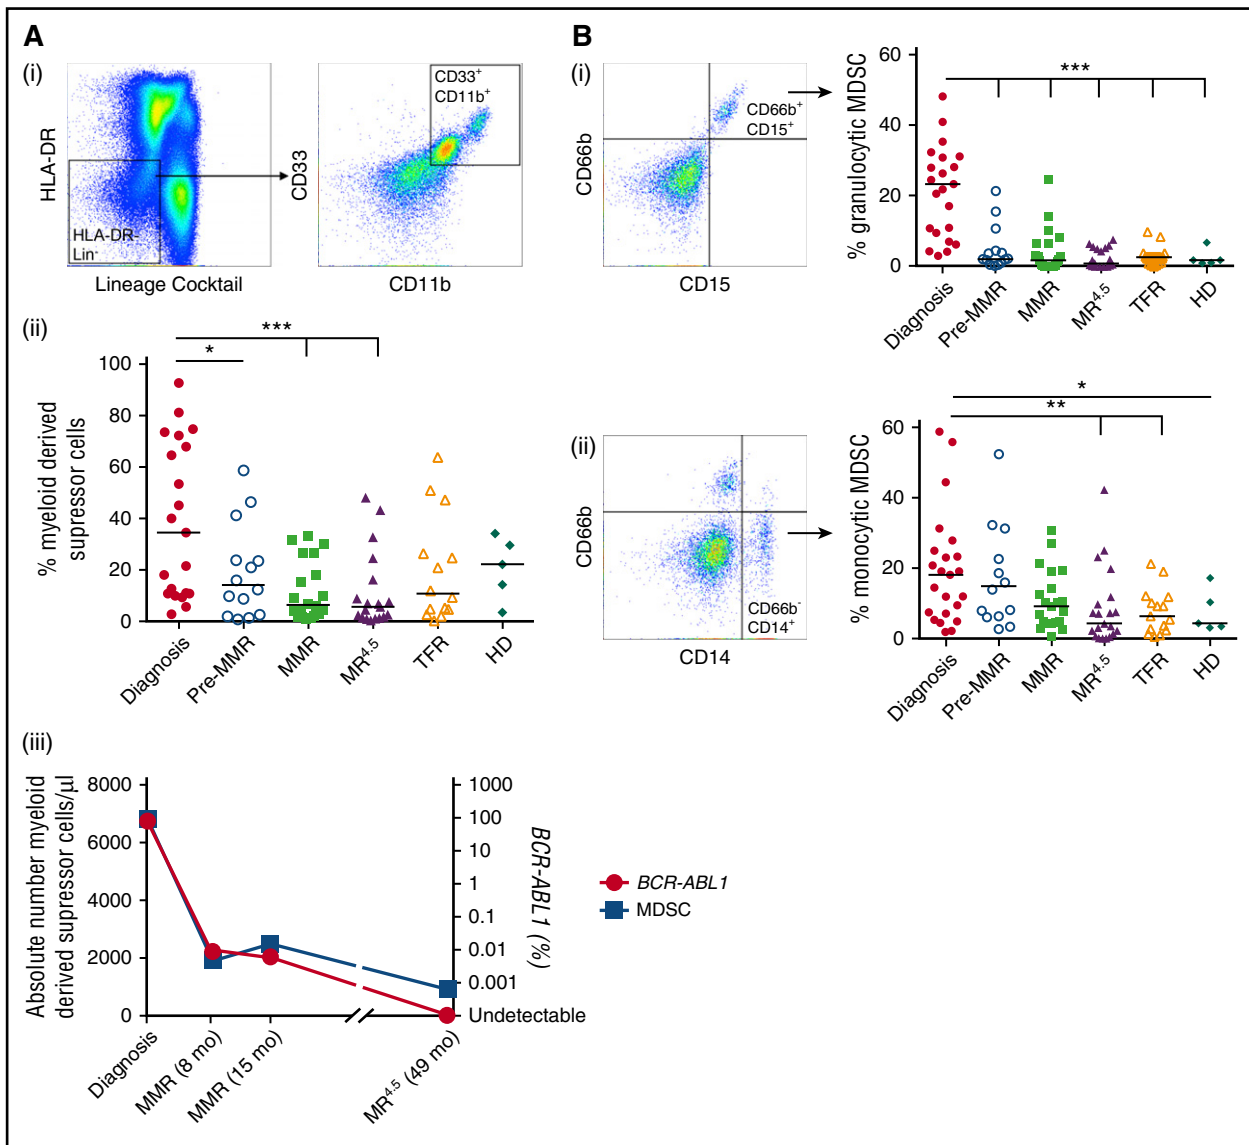 A
(i)
HLA-DR
HLA-DR-
Lin-
Lineage Cocktail
CD33
CD33+
CD11b+
CD11b
(ii)
% myeloid derived
supressor cells
100
80
60
40
20
0
*
***
Diagnosis
Pre-MMR
MMR
MR4.5
TFR
HD
(iii)
Absolute number myeloid
derived supressor cells/μl
8000
6000
4000
2000
0
1000
100
10
1
0.1
0.01
0.001
Undetectable
BCR-ABL1 (%)
Diagnosis
MMR (8 mo)
MMR (15 mo)
MR4.5 (49 mo)
BCR-ABL1
MDSC
B
(i)
CD66b
CD66b+
CD15+
CD15
% granulocytic MDSC
60
40
20
0
***
Diagnosis
Pre-MMR
MMR
MR4.5
TFR
HD
(ii)
CD66b
CD66b-
CD14+
CD14
% monocytic MDSC
60
40
20
0
*
**
Diagnosis
Pre-MMR
MMR
MR4.5
TFR
HD